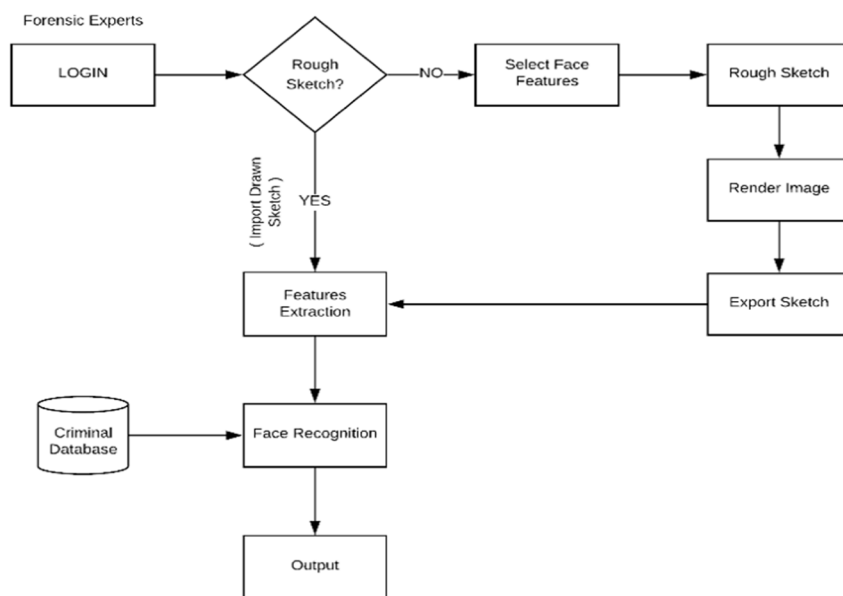 Forensic Experts
LOGIN
Rough
Sketch?
NO
Select Face
Features
Rough Sketch
Render Image
( Import Drawn
Sketch )
YES
Features
Extraction
Export Sketch
Criminal
Database
Face Recognition
Output